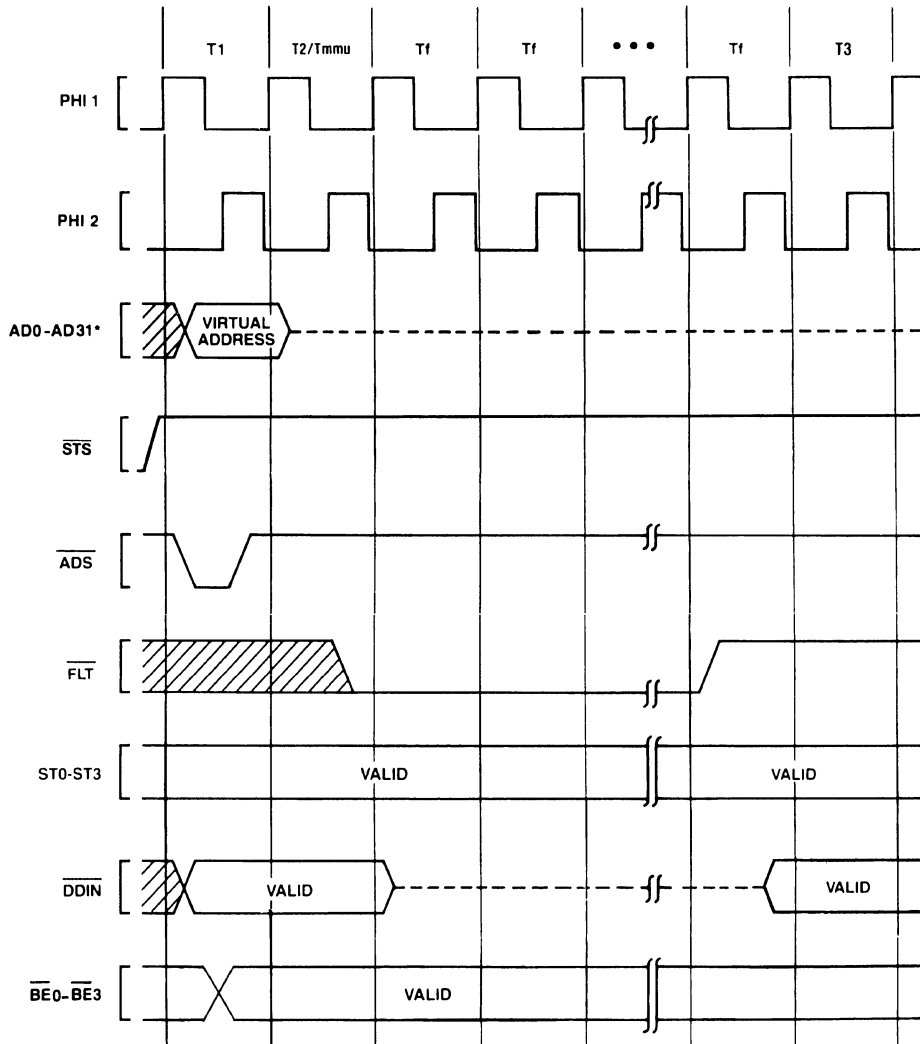 T1 T2/Tmmu Tf Tf ••• Tf T3
PHI 1
PHI 2
AD0-AD31* VIRTUAL
ADDRESS
STS
ADS
FLT
ST0-ST3 VALID VALID
DDIN VALID VALID
BE0-BE3 VALID